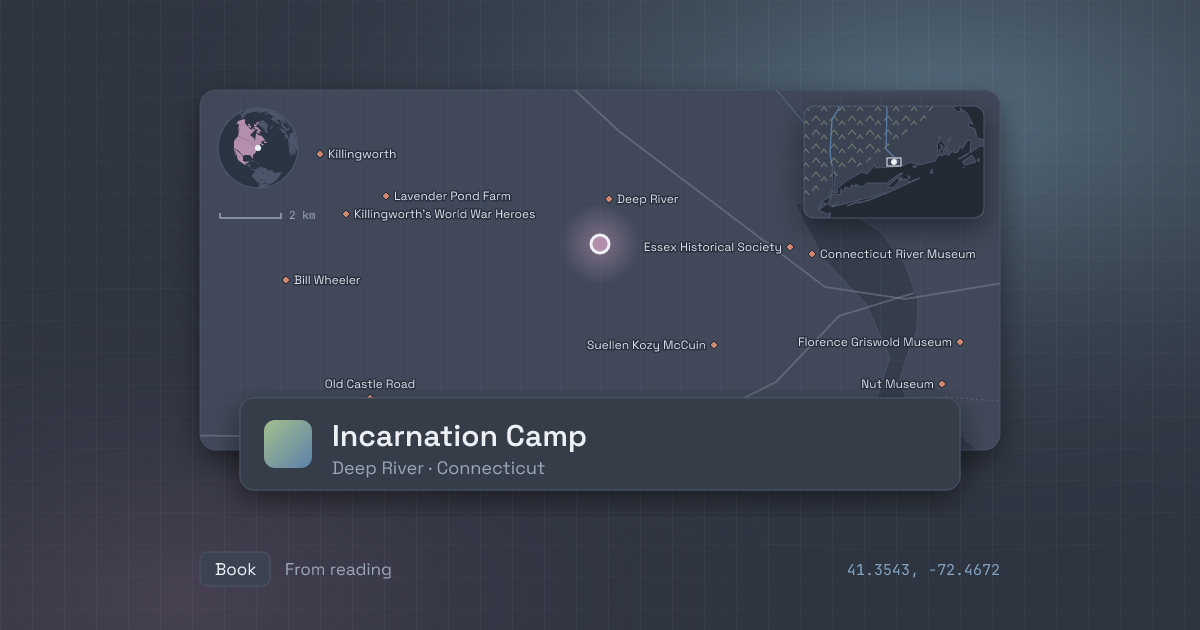 Killingworth
Lavender Pond Farm
Deep River
2 km
Killingworth's World War Heroes
Essex Historical Society
Connecticut River Museum
Bill Wheeler
Suellen Kozy McCuin
Florence Griswold Museum
Old Castle Road
Nut Museum
Incarnation Camp
Deep River · Connecticut
Book
From reading
41.3543, -72.4672